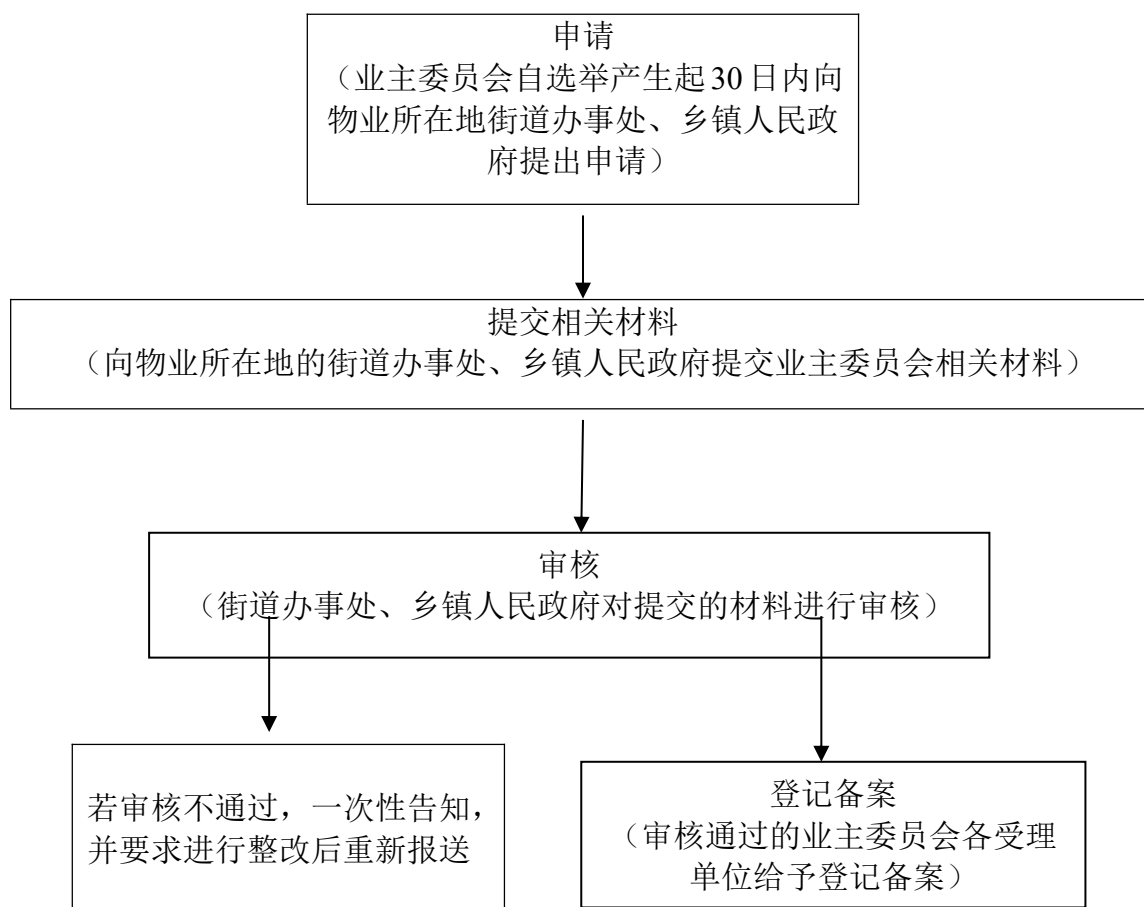 申请
（业主委员会自选举产生起 30 日内向
物业所在地街道办事处、乡镇人民政
府提出申请）
提交相关材料
（向物业所在地的街道办事处、乡镇人民政府提交业主委员会相关材料）
审核
（街道办事处、乡镇人民政府对提交的材料进行审核）
若审核不通过，一次性告知，
并要求进行整改后重新报送
登记备案
（审核通过的业主委员会各受理
单位给予登记备案）